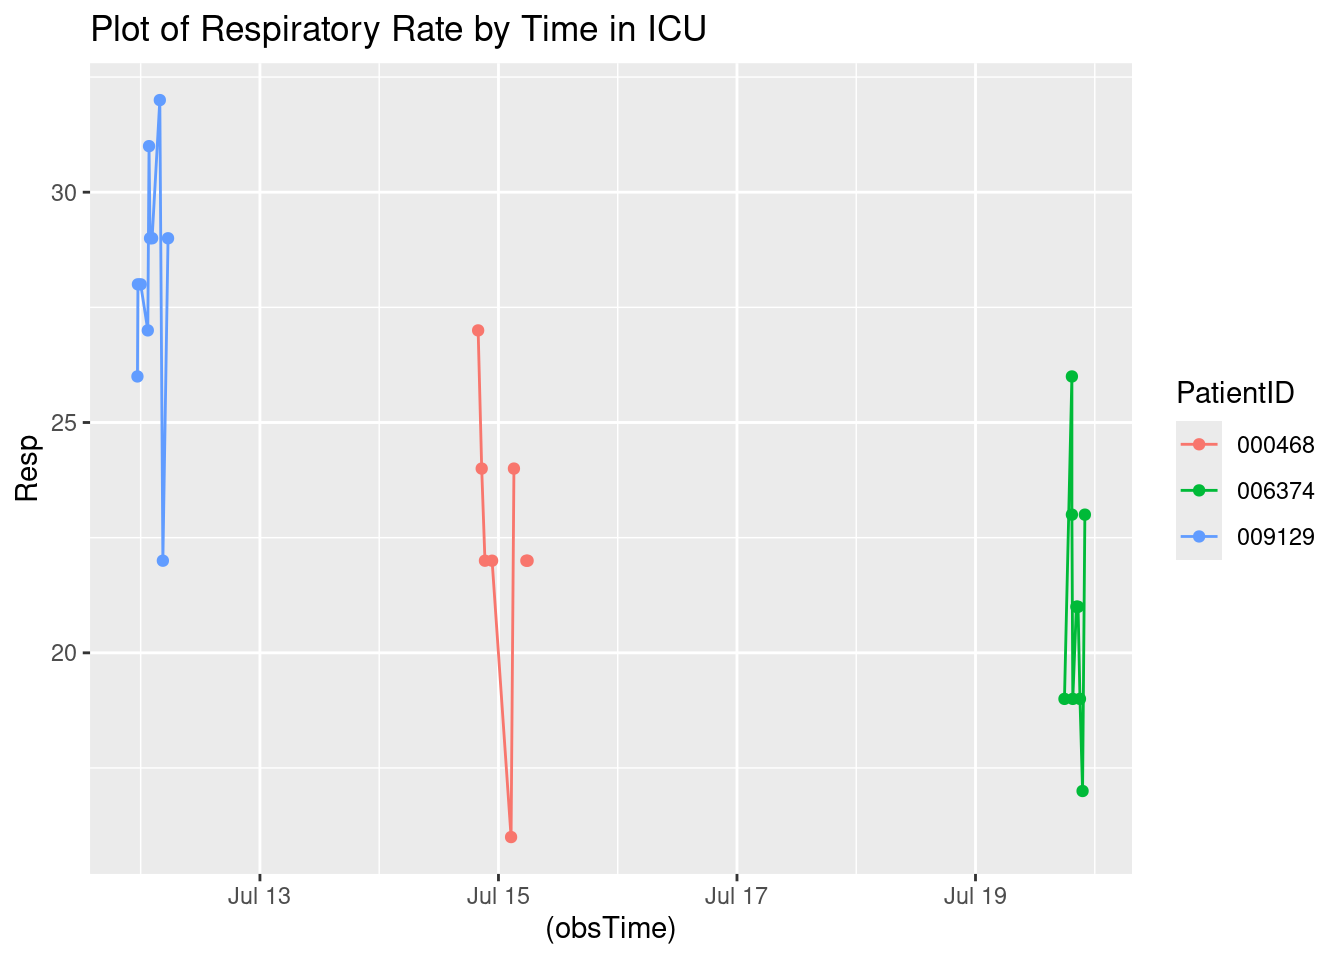 Plot of Respiratory Rate by Time in ICU
30
25
20
Resp
Jul 13
Jul 15
Jul 17
Jul 19
(obsTime)
PatientID
000468
006374
009129